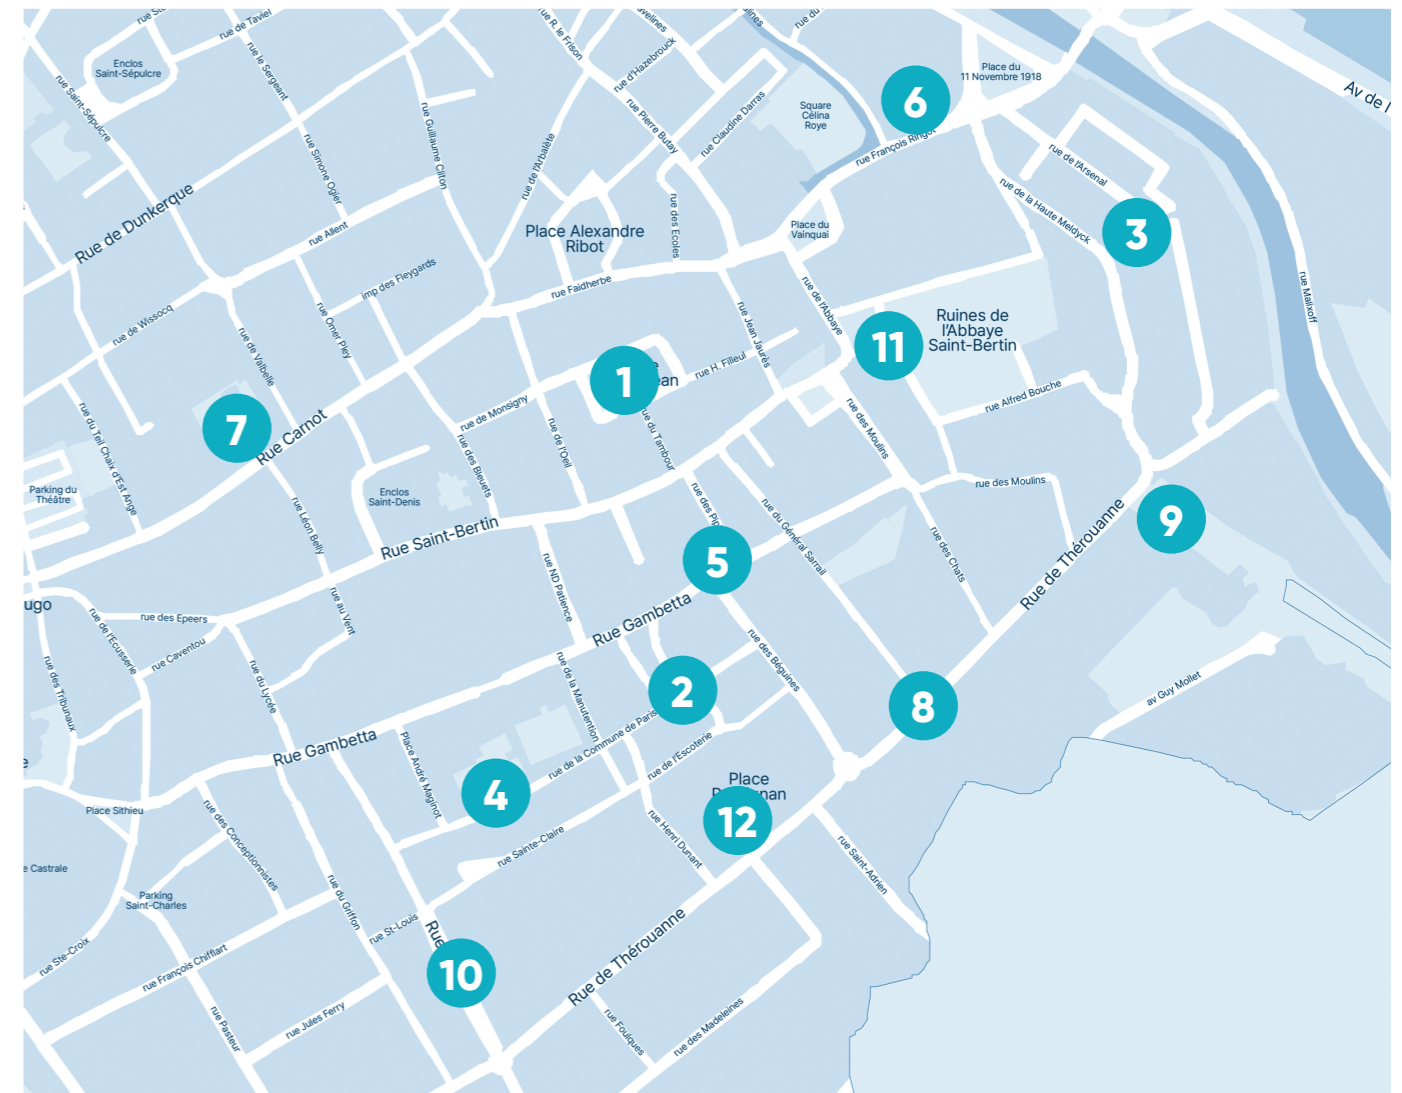 rue de Taviel
rue R. le Frison
rue du
Enclos
Saint-Sépulcre
rue le Sergeant
rue d'Hazebrouck
Place du
11 Novembre 1918
rue Saint-Sépulcre
rue Guillaume Cliton
rue Pierre Butay
rue Claudine Darras
Square
Célina
Roye
6
Av de
rue François Ringot
rue Simone Ogier
rue de l'Arbalète
rue de l'Arsenal
rue de la Haute Meldyck
Rue de Dunkerque
rue Allent
Place Alexandre
Ribot
rue des Ecoles
Place du
Vainquai
3
imp des Fleygards
rue Faidherbe
rue de l'Abbaye
rue Malixoff
rue de Wissocq
rue Omer Pley
rue de Valbelle
rue Jean Jaurès
11
Ruines de
l'Abbaye
Saint-Bertin
1
ean
rue H. Filleul
rue Alfred Bouche
7
Rue Carnot
rue du Teil Chaix d'Est Ange
rue de Monsigny
rue des Bleuets
rue de l'Oeil
rue du Tambour
rue des Moulins
Parking du
Théâtre
Enclos
Saint-Denis
rue Léon Belly
Rue Saint-Bertin
rue des Pip
rue du Général Sarrail
rue des Moulins
9
5
rue des Chats
Rue de Thérouanne
ugo
rue des Epeers
rue de l'Ecusserie
rue Caventou
rue au Vent
rue ND Patience
Rue Gambetta
rue des Béguines
rue des Tribunaux
rue du Lycée
rue de la Manutention
2
8
av Guy Mollet
Rue Gambetta
Place André Maginot
rue de la Commune de Paris
rue de l'Escoterie
4
Place
nan
12
Place Sithieu
rue des Conceptionnistes
rue Sainte-Claire
rue Henri Dunant
rue Saint-Adrien
Castrale
Parking
Saint-Charles
rue du Griffon
rue St-Louis
Rue
10
rue Ste-Croix
rue François Chifflart
Rue de Thérouanne
rue Pasteur
rue Jules Ferry
rue Foulques
rue des Madeleines